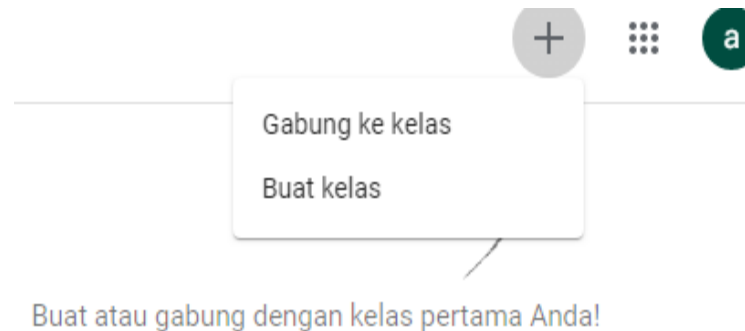 a
Gabung ke kelas
Buat kelas
Buat atau gabung dengan kelas pertama Anda!